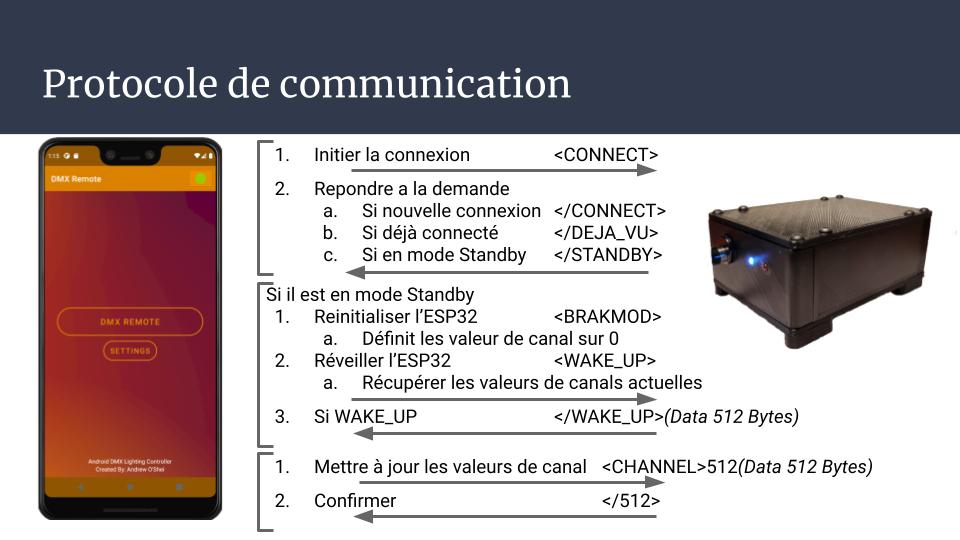 Protocole de communication
1:15
DMX Remote
DMX REMOTE
SETTINGS
Android DMX Lighting Controller
Created By: Andrew O'Shei
1. Initier la connexion <CONNECT>
2. Repondre a la demande
a. Si nouvelle connexion </CONNECT>
b. Si déjà connecté </DEJA_VU>
c. Si en mode Standby </STANDBY>
Si il est en mode Standby
1. Reinitialiser l’ESP32 <BRAKMOD>
a. Définit les valeur de canal sur 0
2. Réveiller l’ESP32 <WAKE_UP>
a. Récupérer les valeurs de canals actuelles
3. Si WAKE_UP </WAKE_UP>(Data 512 Bytes)
1. Mettre à jour les valeurs de canal <CHANNEL>512(Data 512 Bytes)
2. Confirmer </512>